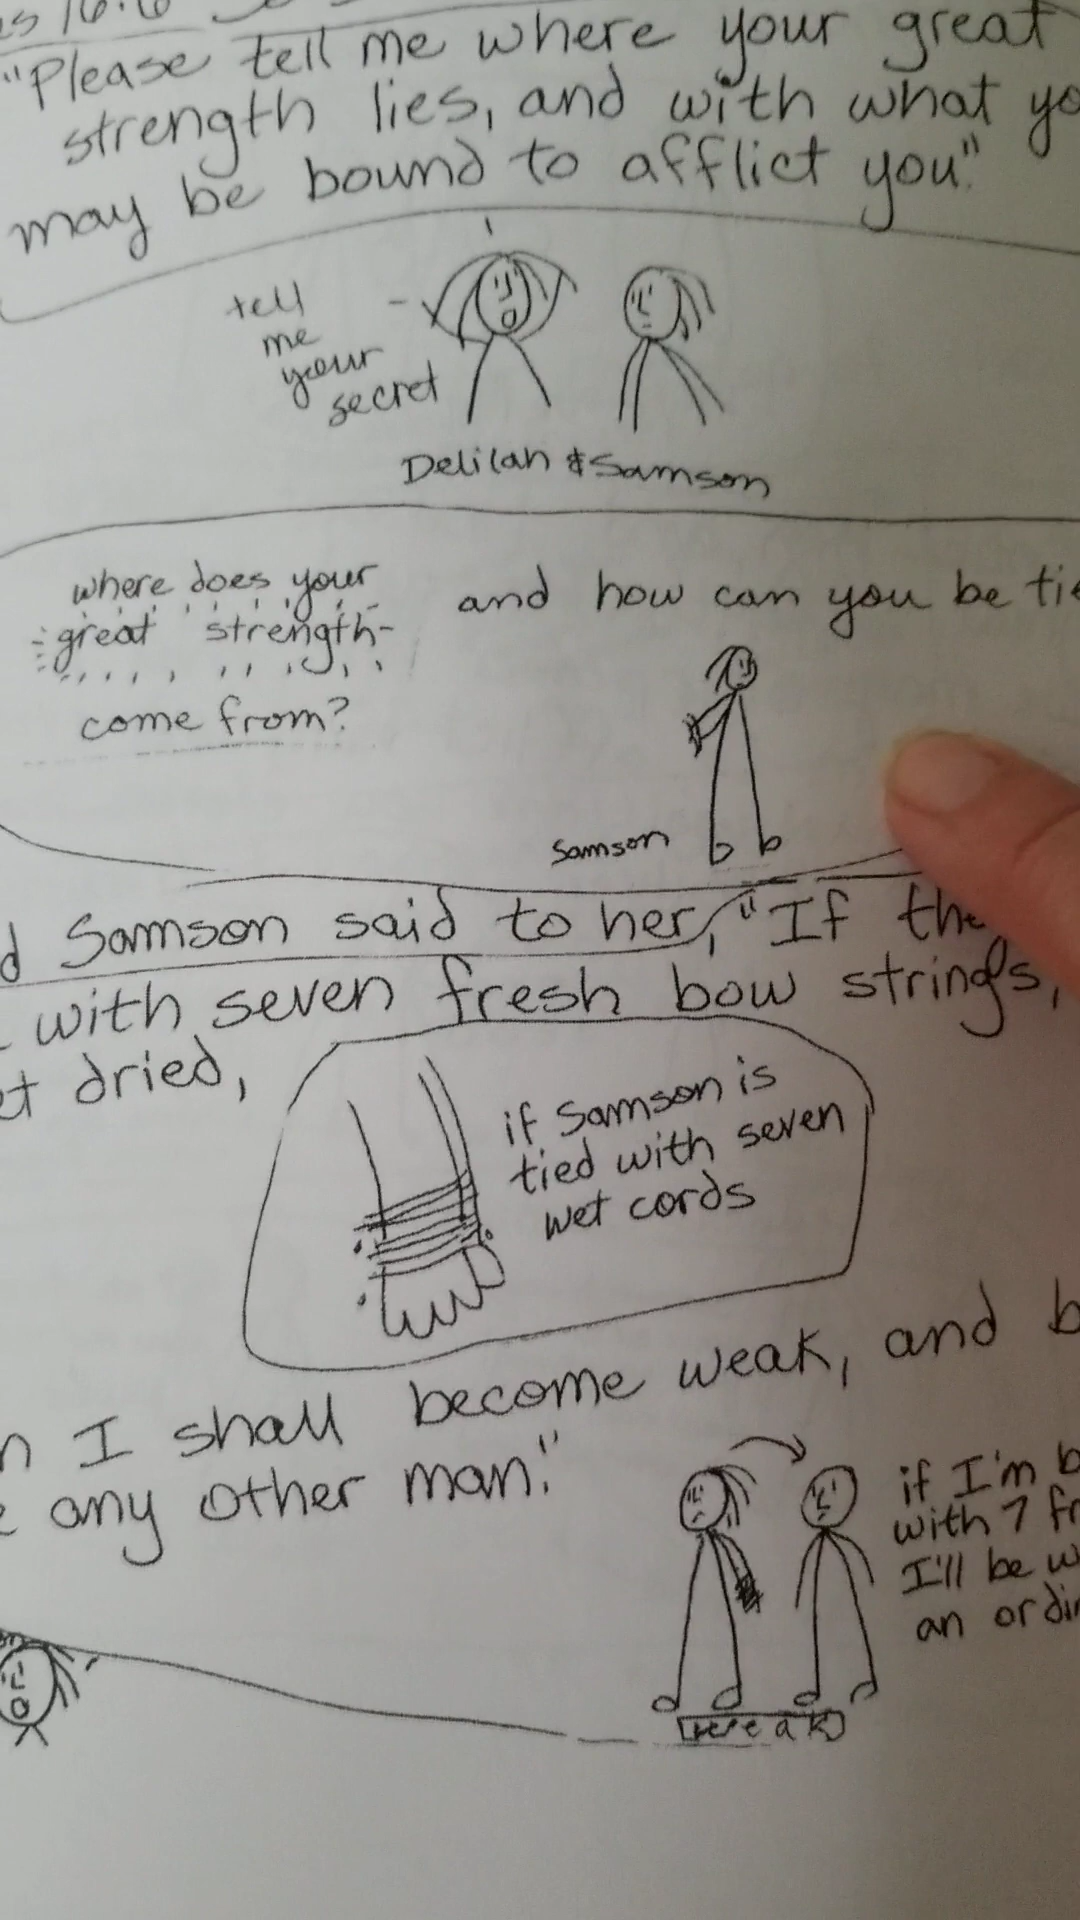 16:6
"Please tell me where your great
strength lies, and with what
may be bound to afflict you."
tell
me
your
secret
Delilah & Samson
where does your
great strength
come from?
and how can you be
Samson
Samson said to her, "If
with seven fresh bow strings,
dried,
if Samson is
tied with seven
wet cords
I shall become weak, and
any other man."
if I'm
with 7
I'll be
an
weak